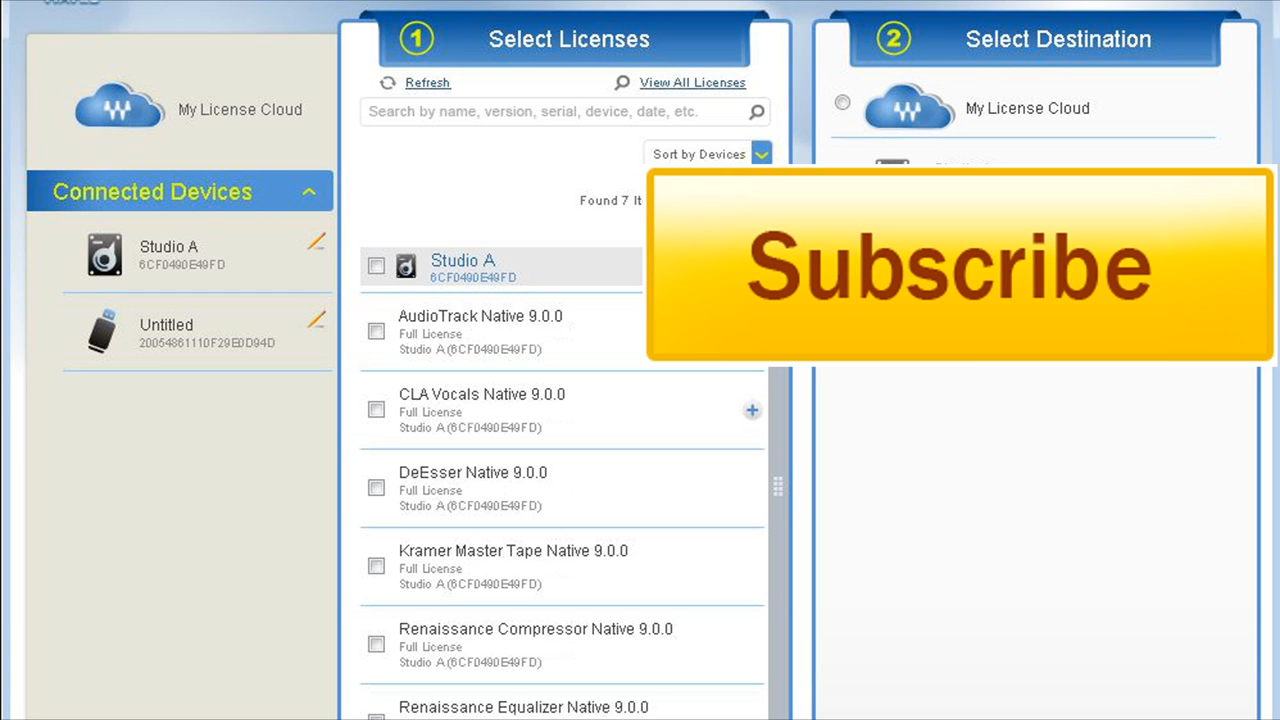 My License Cloud
Connected Devices
Studio A
6CF0490E49FD
Untitled
20054861110F29E0D94D
1
Select Licenses
Refresh
View All Licenses
Search by name, version, serial, device, date, etc.
Sort by Devices
Found 7 It
Studio A
6CF0490E49FD
AudioTrack Native 9.0.0
Full License
Studio A (6CF0490E49FD)
CLA Vocals Native 9.0.0
Full License
Studio A (6CF0490E49FD)
DeEsser Native 9.0.0
Full License
Studio A (6CF0490E49FD)
Kramer Master Tape Native 9.0.0
Full License
Studio A (6CF0490E49FD)
Renaissance Compressor Native 9.0.0
Full License
Studio A (6CF0490E49FD)
Renaissance Equalizer Native 9.0.0
2
Select Destination
My License Cloud
Subscribe